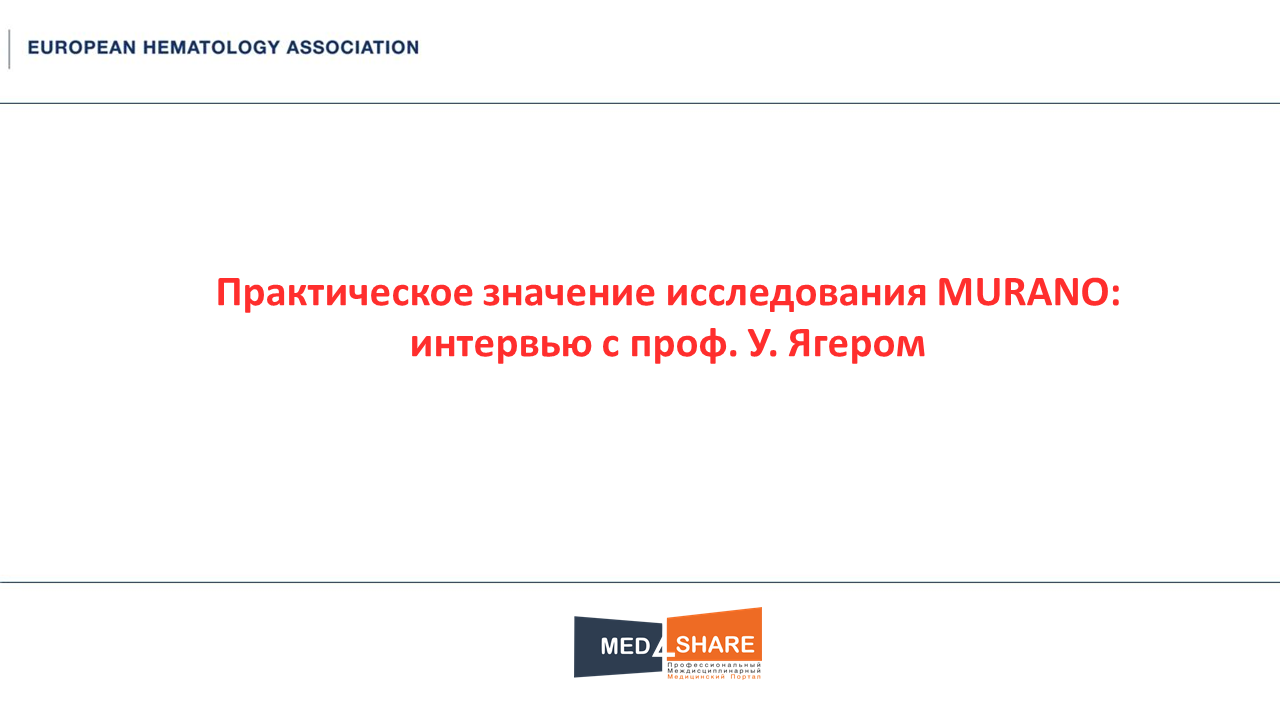 EUROPEAN HEMATOLOGY ASSOCIATION
Практическое значение исследования MURANO:
интервью с проф. У. Ягером
MED4SHARE
Профессиональный
Междисциплинарный
Медицинский Портал